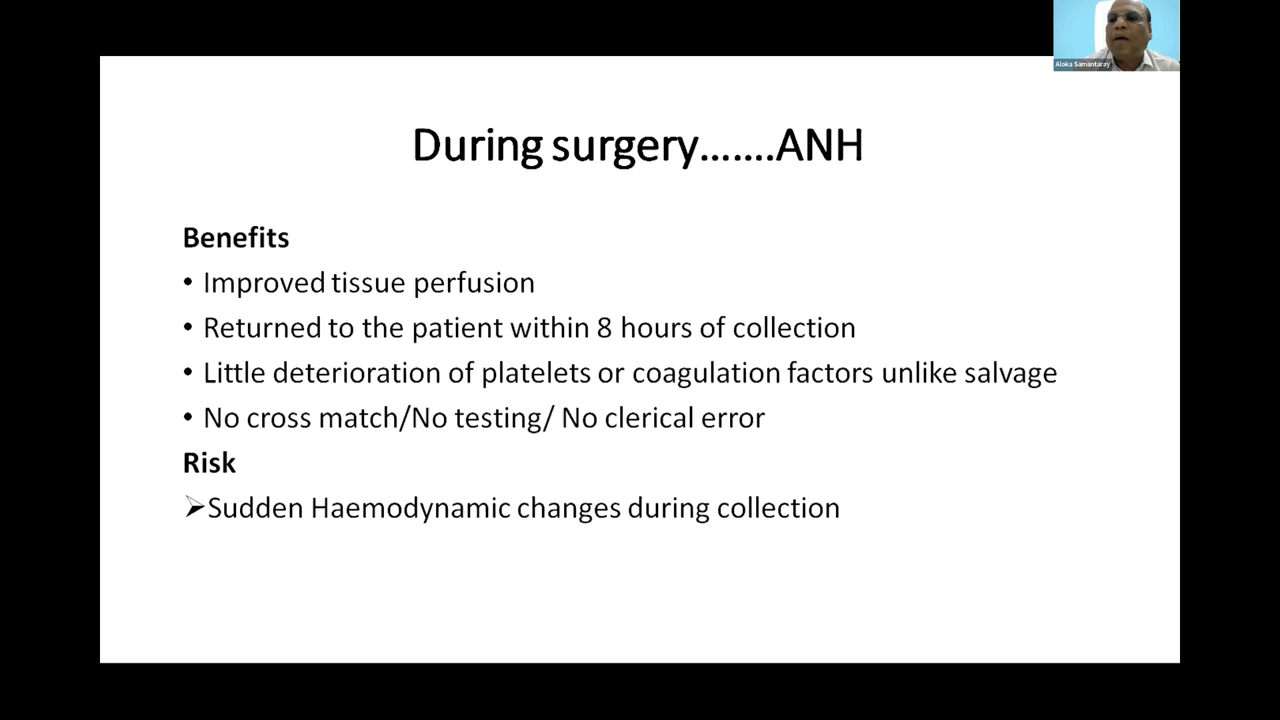 Aloka Samantaray
During surgery.......ANH
Benefits
• Improved tissue perfusion
• Returned to the patient within 8 hours of collection
• Little deterioration of platelets or coagulation factors unlike salvage
• No cross match/No testing/ No clerical error
Risk
➢Sudden Haemodynamic changes during collection